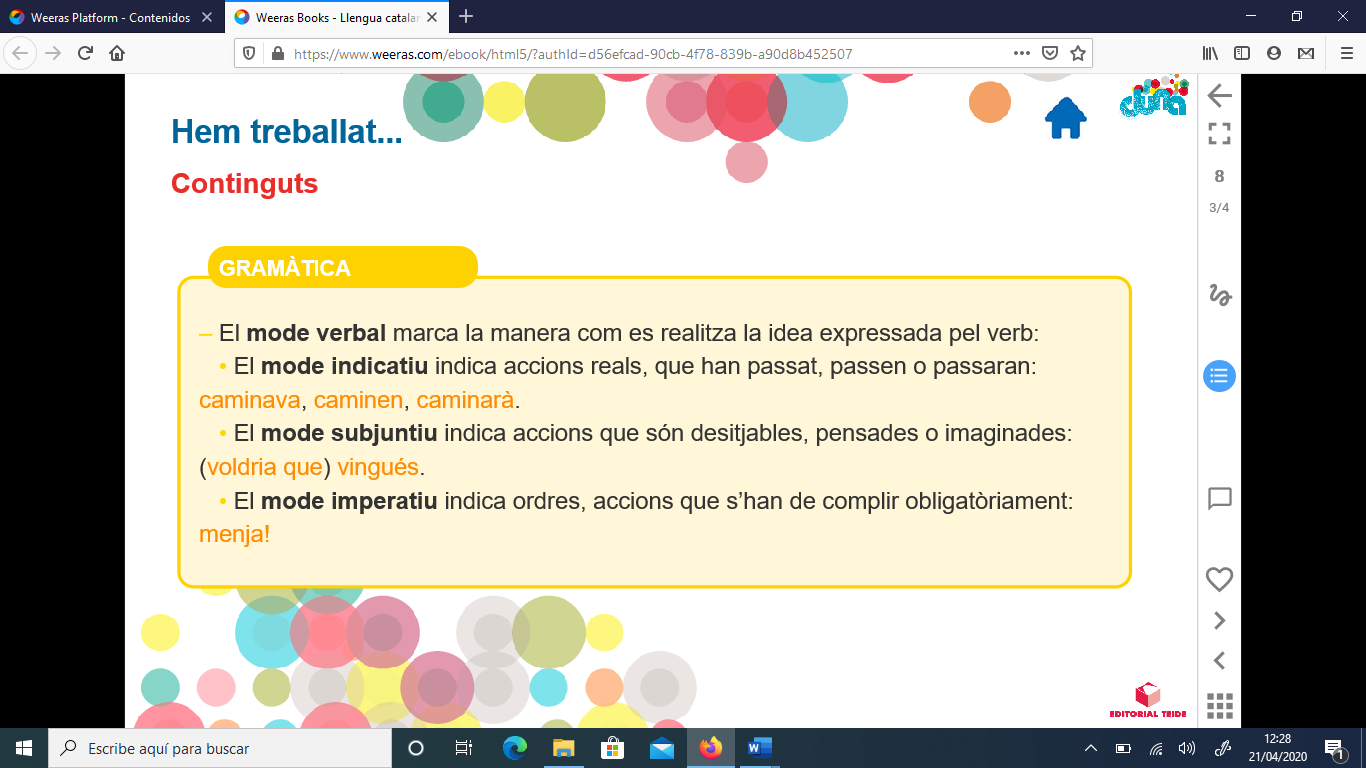 Weeras Platform - Contenidos
Weeras Books - Llengua catalan
https://www.weeras.com/ebook/html5/?authId=d56efcad-90cb-4f78-839b-a90d8b452507
Hem treballat...
Continguts
duna
8
3/4
GRAMÀTICA
– El mode verbal marca la manera com es realitza la idea expressada pel verb:
• El mode indicatiu indica accions reals, que han passat, passen o passaran:
caminava, caminen, caminarà.
• El mode subjuntiu indica accions que són desitjables, pensades o imaginades:
(voldria que) vingués.
• El mode imperatiu indica ordres, accions que s’han de complir obligatòriament:
menja!
EDITORIAL TEIDE
Escribe aquí para buscar
12:28
21/04/2020
1